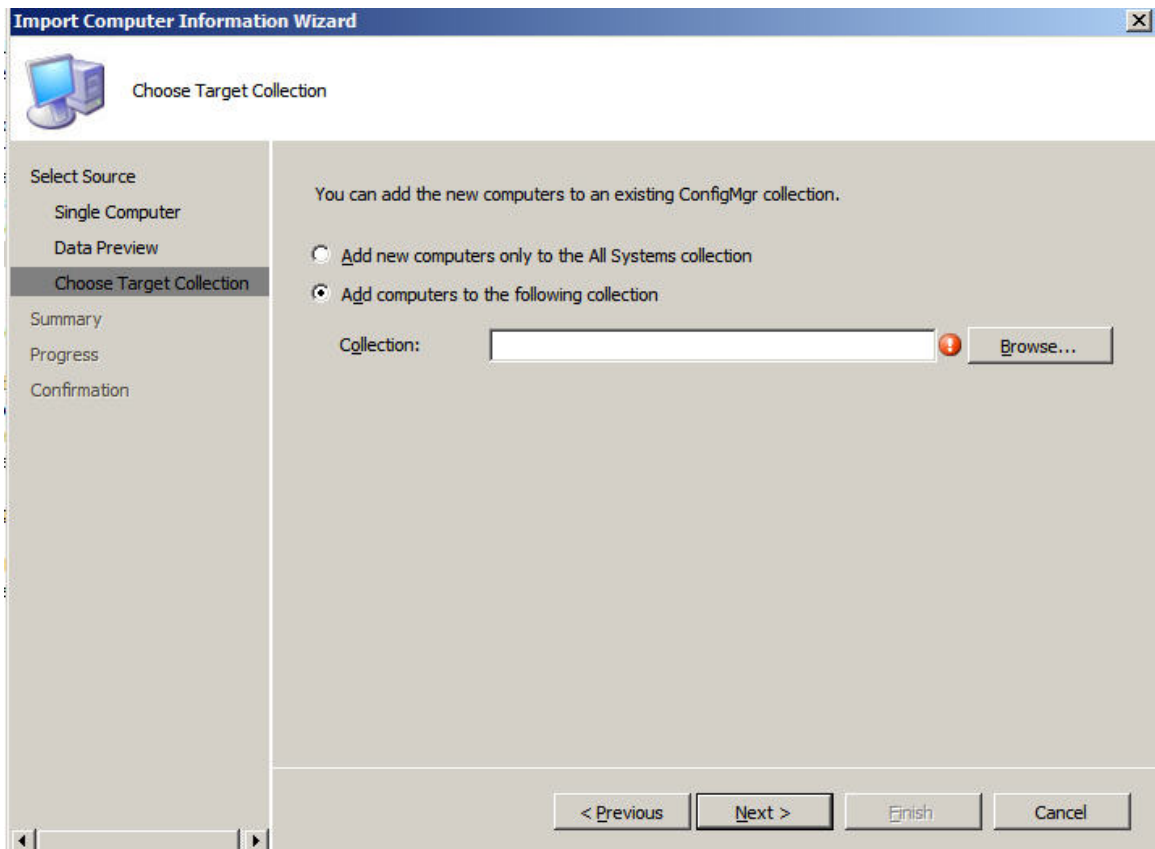 Import Computer Information Wizard
Choose Target Collection
Select Source
Single Computer
Data Preview
Choose Target Collection
Summary
Progress
Confirmation
You can add the new computers to an existing ConfigMgr collection.
Add new computers only to the All Systems collection
Add computers to the following collection
Collection:
Browse...
< Previous
Next >
Finish
Cancel